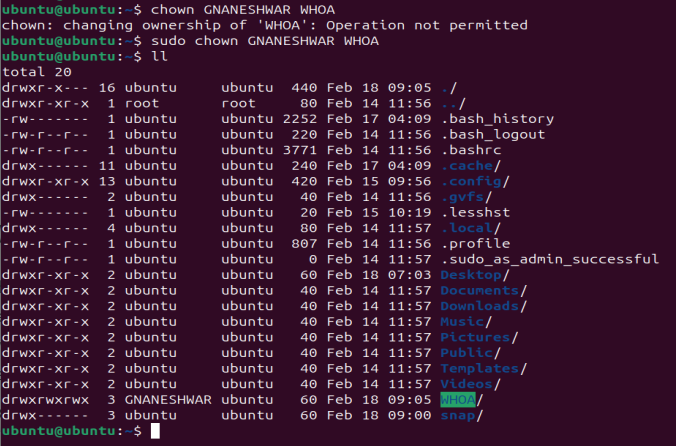 ubuntu@ubuntu:~$ chown GNANESHWAR WHOA
chown: changing ownership of 'WHOA': Operation not permitted
ubuntu@ubuntu:~$ sudo chown GNANESHWAR WHOA
ubuntu@ubuntu:~$ ll
total 20
drwxr-x--- 16 ubuntu     ubuntu  440 Feb 18 09:05 ./
drwxr-xr-x  1 root       root     80 Feb 14 11:56 ../
-rw-------  1 ubuntu     ubuntu 2252 Feb 17 04:09 .bash_history
-rw-r--r--  1 ubuntu     ubuntu  220 Feb 14 11:56 .bash_logout
-rw-r--r--  1 ubuntu     ubuntu 3771 Feb 14 11:56 .bashrc
drwx------ 11 ubuntu     ubuntu  240 Feb 17 04:09 .cache/
drwxr-xr-x 13 ubuntu     ubuntu  420 Feb 15 09:56 .config/
drwx------  2 ubuntu     ubuntu   40 Feb 14 11:56 .gvfs/
-rw-------  1 ubuntu     ubuntu   20 Feb 15 10:19 .lesshst
drwx------  4 ubuntu     ubuntu   80 Feb 14 11:57 .local/
-rw-r--r--  1 ubuntu     ubuntu  807 Feb 14 11:56 .profile
-rw-r--r--  1 ubuntu     ubuntu    0 Feb 14 11:57 .sudo_as_admin_successful
drwxr-xr-x  2 ubuntu     ubuntu   60 Feb 18 07:03 Desktop/
drwxr-xr-x  2 ubuntu     ubuntu   40 Feb 14 11:57 Documents/
drwxr-xr-x  2 ubuntu     ubuntu   40 Feb 14 11:57 Downloads/
drwxr-xr-x  2 ubuntu     ubuntu   40 Feb 14 11:57 Music/
drwxr-xr-x  2 ubuntu     ubuntu   40 Feb 14 11:57 Pictures/
drwxr-xr-x  2 ubuntu     ubuntu   40 Feb 14 11:57 Public/
drwxr-xr-x  2 ubuntu     ubuntu   40 Feb 14 11:57 Templates/
drwxr-xr-x  2 ubuntu     ubuntu   40 Feb 14 11:57 Videos/
drwxrwxrwx  3 GNANESHWAR ubuntu   60 Feb 18 09:05 WHOA/
drwx------  3 ubuntu     ubuntu   60 Feb 18 09:00 snap/
ubuntu@ubuntu:~$